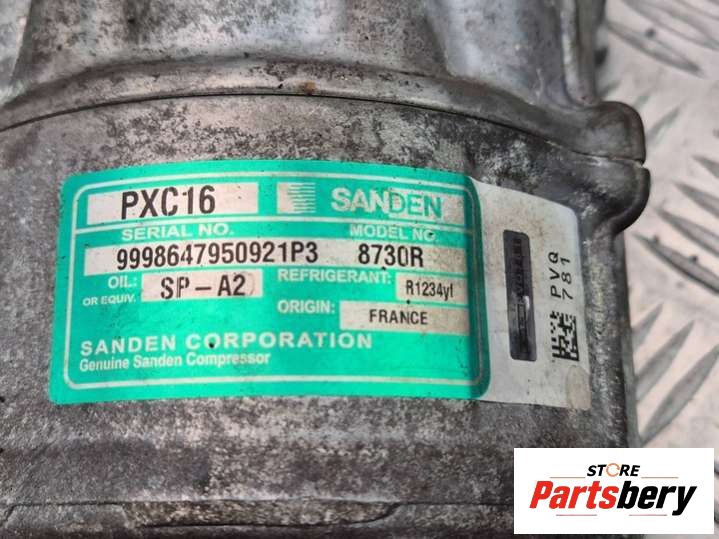 PXC16 SANDEN
SERIAL NO. MODEL NO.
9998647950921P3 8730R
OIL: SP-A2 REFRIGERANT: R1234yf
OR EQUIV.
ORIGIN: FRANCE
SANDEN CORPORATION
Genuine Sanden Compressor
PVQ
781
STORE
Partsbery